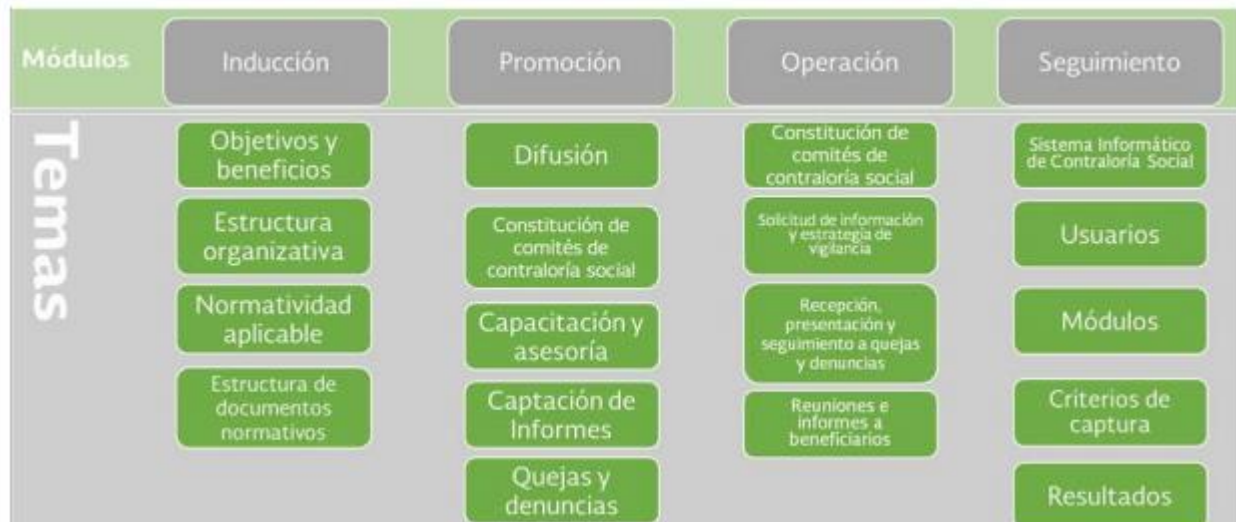 Módulos
Inducción
Promoción
Operación
Seguimiento
Temas
Objetivos y
beneficios
Estructura
organizativa
Normatividad
aplicable
Estructura de
documentos
normativos
Difusión
Constitución de
comités de
contraloría social
Capacitación y
asesoría
Captación de
Informes
Quejas y
denuncias
Constitución de
comités de
contraloría social
Solicitud de información
y estrategia de
vigilancia
Recepción,
presentación y
seguimiento a quejas
y denuncias
Reuniones e
informes a
beneficiarios
Sistema Informático
de Contraloría Social
Usuarios
Módulos
Criterios de
captura
Resultados